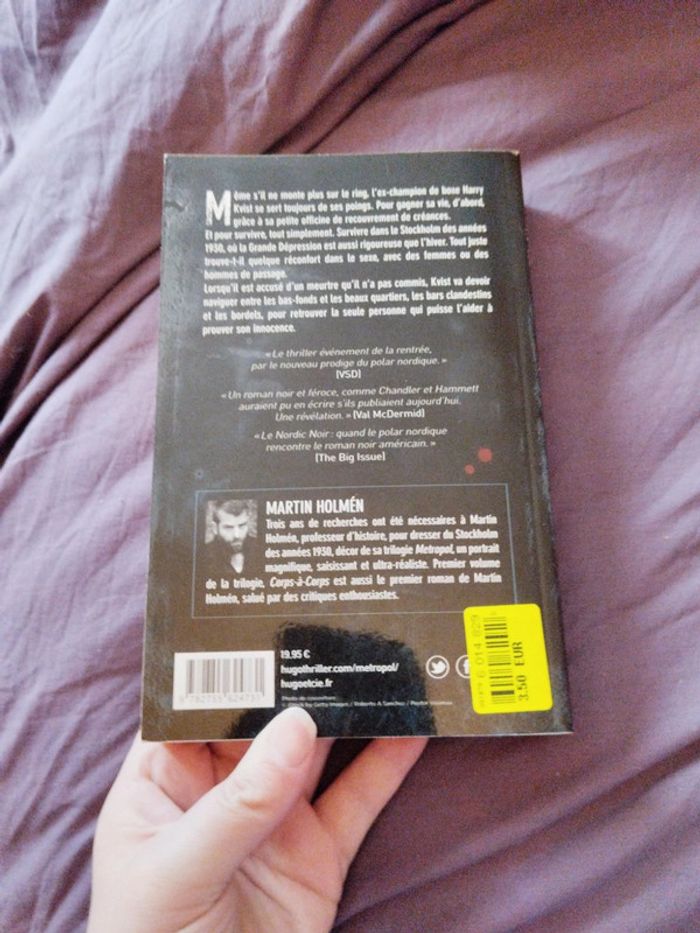 Même s'il ne monte plus sur le ring, l'ex-champion de boxe Harry
Kvist se sert toujours de ses poings. Pour gagner sa vie, d'abord,
grâce à sa petite officine de recouvrement de créances.
Et pour survivre, tout simplement. Survivre dans le Stockholm des années
1930, où la Grande Dépression est aussi rigoureuse que l'hiver. Tout juste
trouve-t-il quelque réconfort dans le sexe, avec des femmes ou des
hommes de passage.
Lorsqu'il est accusé d'un meurtre qu'il n'a pas commis, Kvist va devoir
naviguer entre les bas-fonds et les beaux quartiers, les bars clandestins
et les bordels, pour retrouver la seule personne qui puisse l'aider à
prouver son innocence.
« Le thriller événement de la rentrée,
par le nouveau prodige du polar nordique. »
(VSD)
« Un roman noir et féroce, comme Chandler et Hammett
auraient pu en écrire s'ils publiaient aujourd'hui.
Une révélation. » (Val McDermid)
« Le Nordic Noir : quand le polar nordique
rencontre le roman noir américain. »
(The Big Issue)
MARTIN HOLMÉN
Trois ans de recherches ont été nécessaires à Martin
Holmén, professeur d'histoire, pour dresser du Stockholm
des années 1930, décor de sa trilogie Metropol, un portrait
magnifique, saisissant et ultra-réaliste. Premier volume
de la trilogie, Corps-à-Corps est aussi le premier roman de Martin
Holmén, salué par des critiques enthousiastes.
19.95 €
hugothriller.com/metropol/
hugoetcie.fr
Photo de couverture :
Getty Images / Roberto A Sanchez /
6 014 629
3.50 EUR